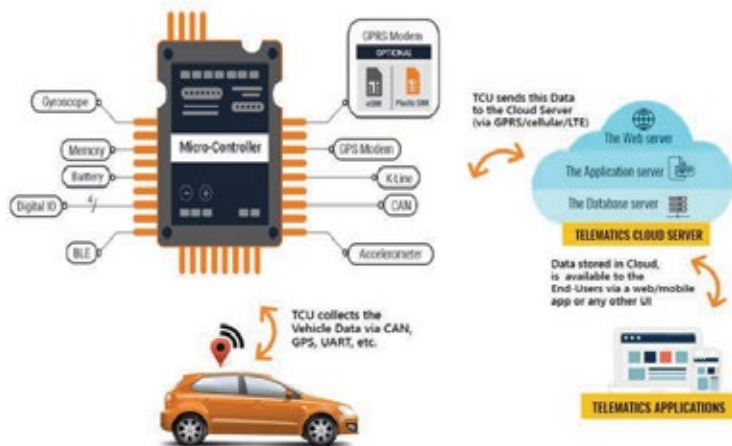 GPRS Modem
OPTIONAL
eSIM
Plastic SIM
Gyroscope
Memory
Battery
Digital IO
4
BLE
Micro-Controller
GPS Modem
K-Line
CAN
Accelerometer
TCU sends this Data
to the Cloud Server
(via GPRS/cellular/LTE)
The Web server
The Application server
APP
The Database server
TELEMATICS CLOUD SERVER
Data stored in Cloud,
is available to the
End-Users via a web/mobile
app or any other UI
TCU collects the
Vehicle Data via CAN,
GPS, UART, etc.
TELEMATICS APPLICATIONS